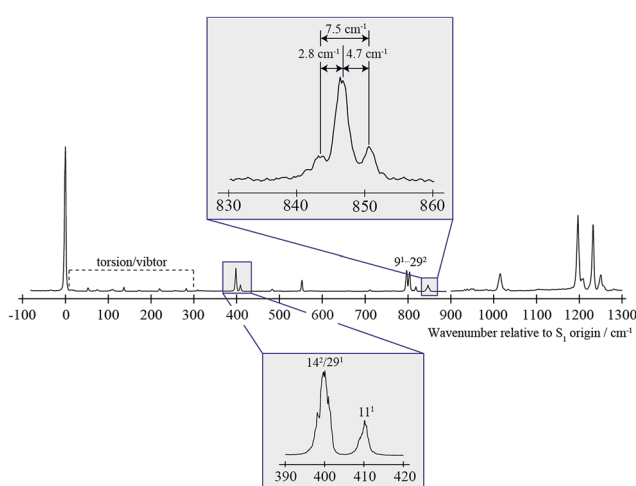 7.5 cm⁻¹
2.8 cm⁻¹ 4.7 cm⁻¹
830 840 850 860
torsion/vibtor
9¹–29²
-100 0 100 200 300 400 500 600 700 800 900 1000 1100 1200 1300
Wavenumber relative to S₁ origin / cm⁻¹
14²/29¹
11¹
390 400 410 420